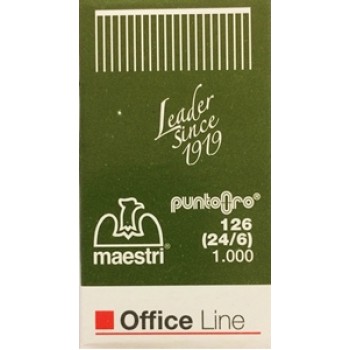 Leader
since
1919
puntoOro®
126
(24/6)
1.000
maestri®
Office Line